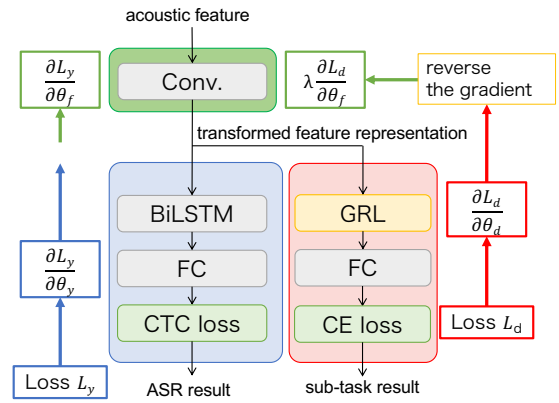 acoustic feature
∂L_y
∂θ_f
Conv.
λ ∂L_d
∂θ_f
reverse
the gradient
transformed feature representation
BiLSTM
GRL
∂L_y
∂θ_y
FC
FC
∂L_d
∂θ_d
CTC loss
CE loss
Loss L_y
Loss L_d
ASR result
sub-task result